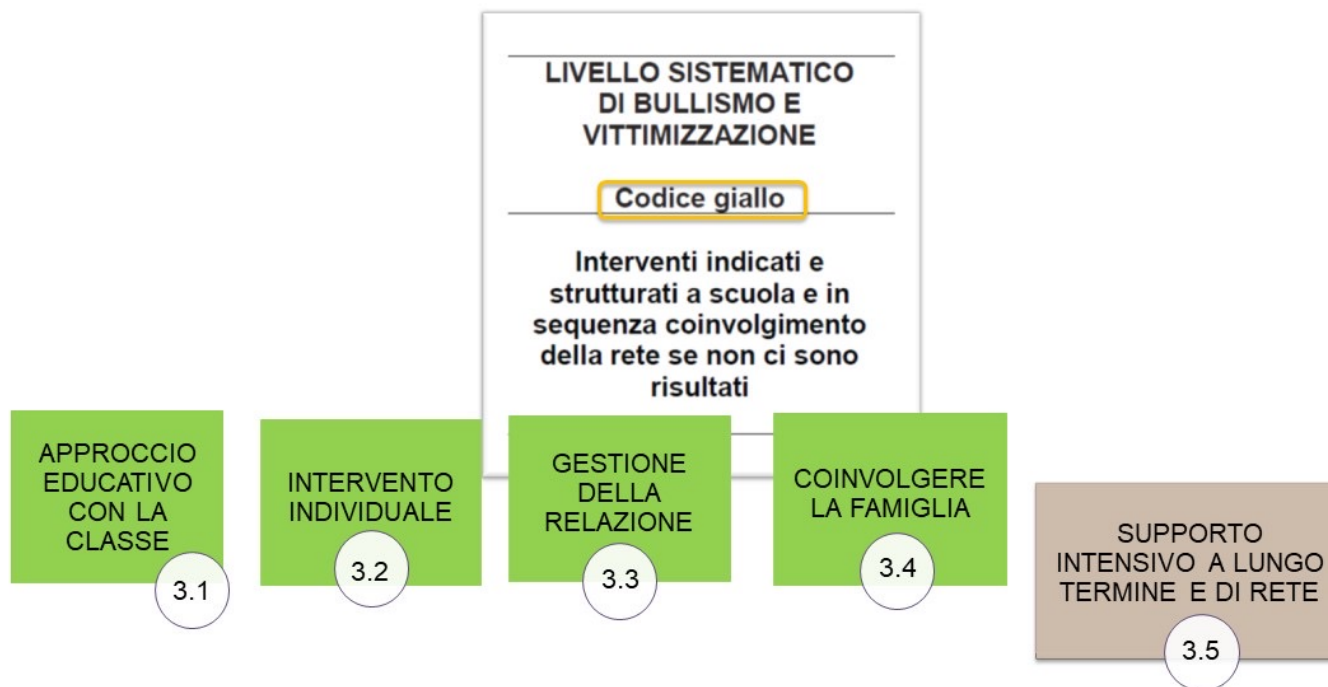 LIVELLO SISTEMATICO
DI BULLISMO E
VITTIMIZZAZIONE
Codice giallo
Interventi indicati e
strutturati a scuola e in
sequenza coinvolgimento
della rete se non ci sono
risultati
APPROCCIO
EDUCATIVO
CON LA
CLASSE
3.1
INTERVENTO
INDIVIDUALE
3.2
GESTIONE
DELLA
RELAZIONE
3.3
COINVOLGERE
LA FAMIGLIA
3.4
SUPPORTO
INTENSIVO A LUNGO
TERMINE E DI RETE
3.5